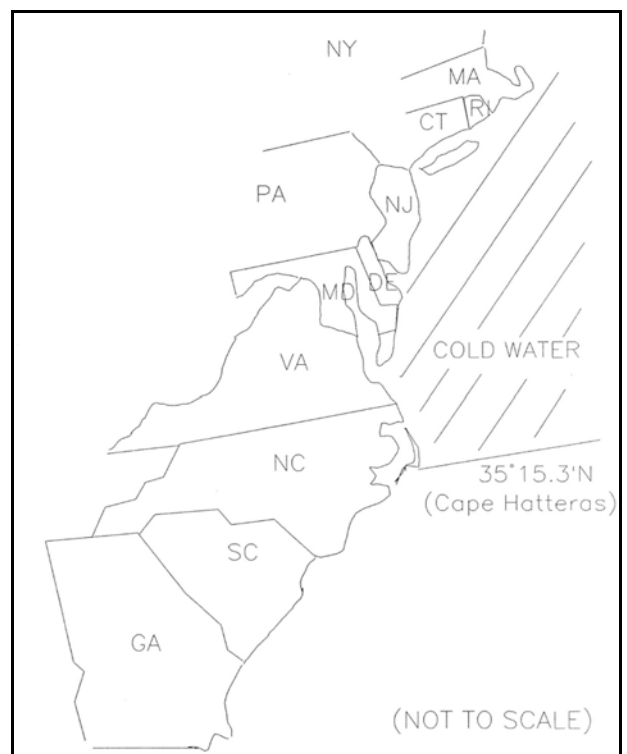 NY
MA
RI
CT
PA
NJ
MD
DE
VA
COLD WATER
NC
35°15.3'N
(Cape Hatteras)
SC
GA
(NOT TO SCALE)